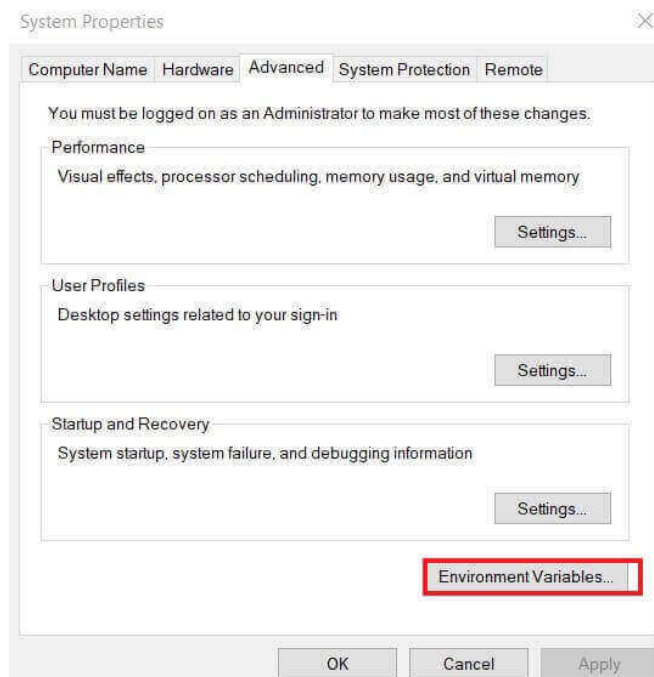 System Properties
Computer Name Hardware Advanced System Protection Remote
You must be logged on as an Administrator to make most of these changes.
Performance
Visual effects, processor scheduling, memory usage, and virtual memory
Settings...
User Profiles
Desktop settings related to your sign-in
Settings...
Startup and Recovery
System startup, system failure, and debugging information
Settings...
Environment Variables...
OK Cancel Apply